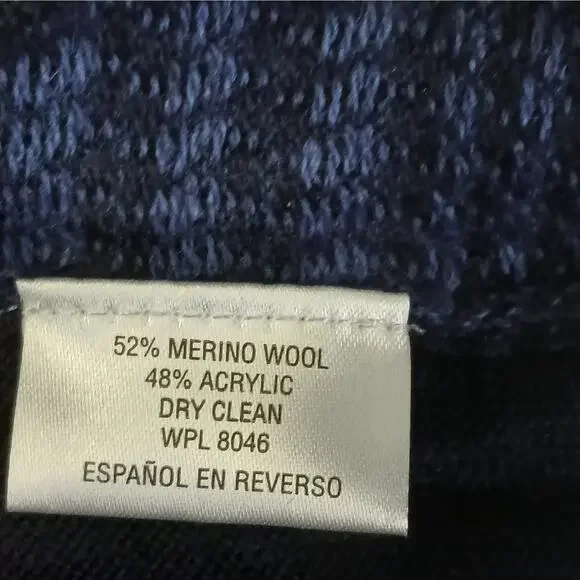 52% MERINO WOOL
48% ACRYLIC
DRY CLEAN
WPL 8046
ESPAÑOL EN REVERSO